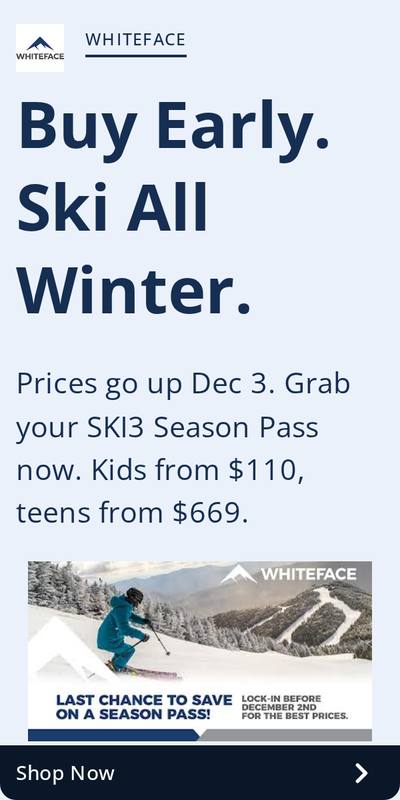 WHITEFACE
WHITEFACE
Buy Early.
Ski All
Winter.
Prices go up Dec 3. Grab
your SKI3 Season Pass
now. Kids from $110,
teens from $669.
WHITEFACE
LAST CHANCE TO SAVE
ON A SEASON PASS!
LOCK-IN BEFORE
DECEMBER 2ND
FOR THE BEST PRICES.
Shop Now